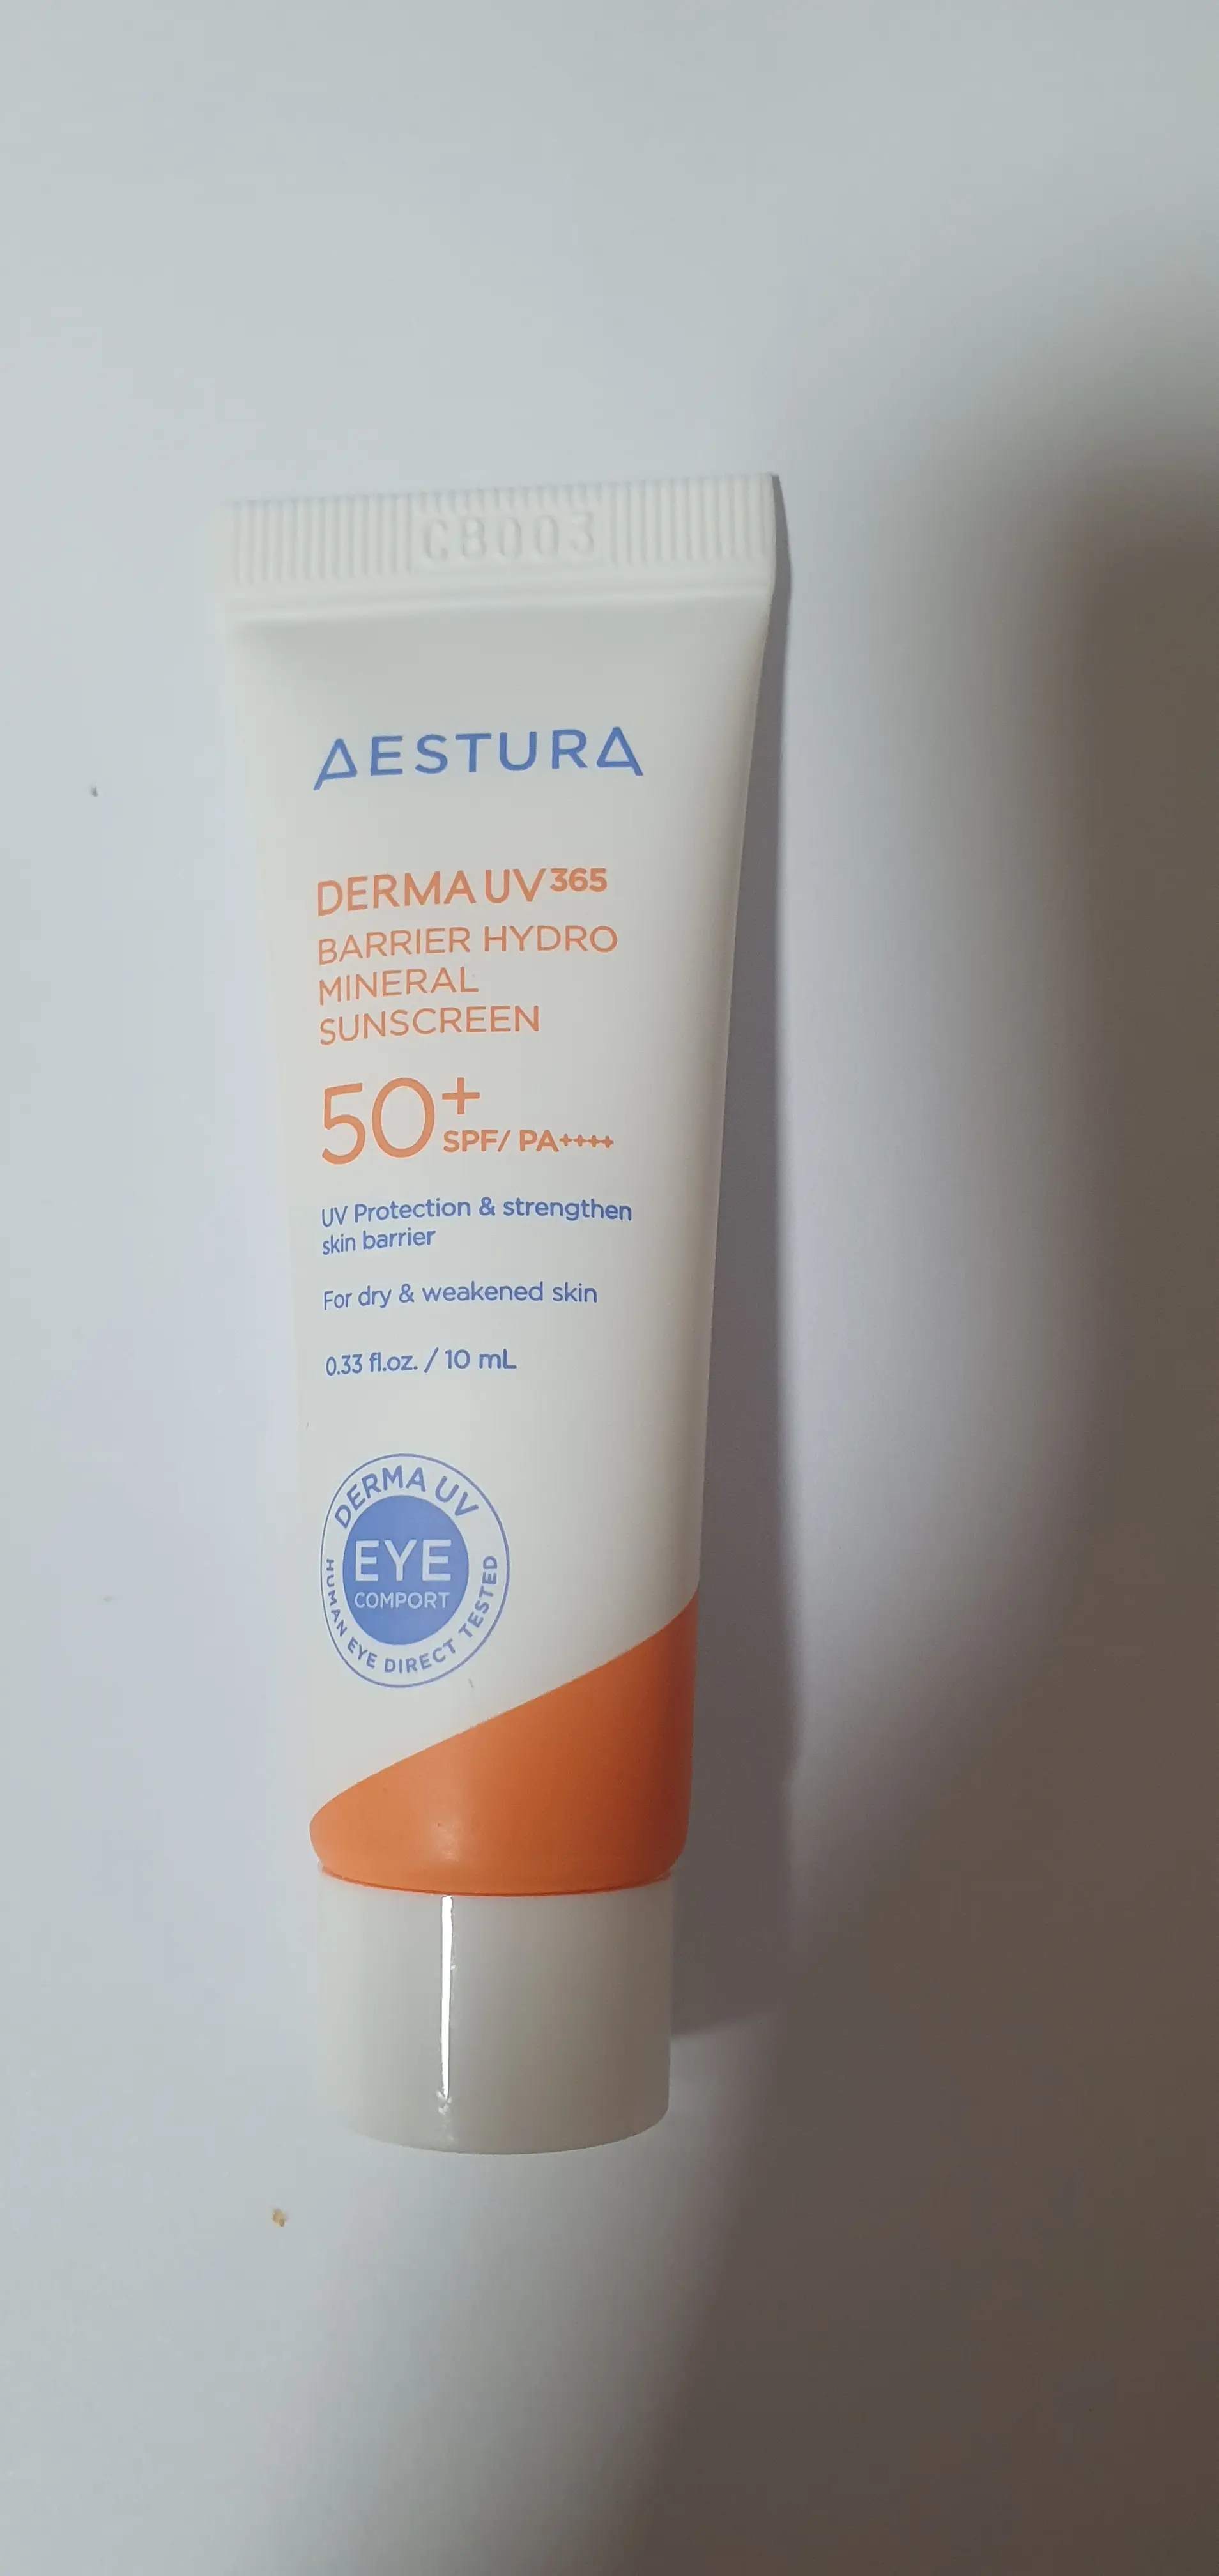 C8003
AESTURA
DERMA UV365
BARRIER HYDRO
MINERAL
SUNSCREEN
50+
SPF/ PA++++
UV Protection & strengthen
skin barrier
For dry & weakened skin
0.33 fl.oz. / 10 mL
DERMA UV
EYE
COMPORT
HUMAN EYE DIRECT TESTED